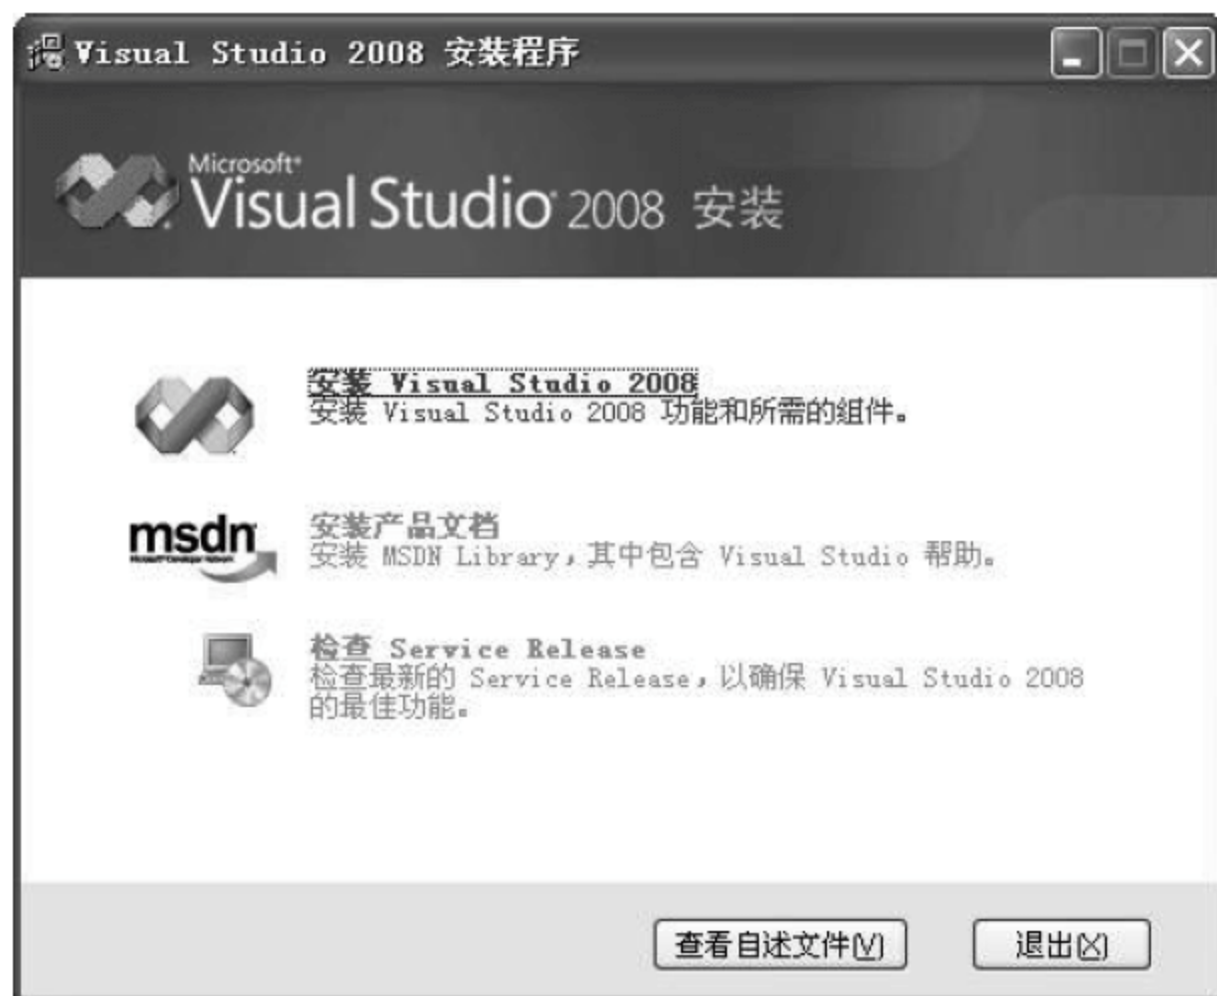 Visual Studio 2008 安装程序
Microsoft
Visual Studio 2008 安装
安装 Visual Studio 2008
安装 Visual Studio 2008 功能和所需的组件。
msdn
安装产品文档
安装 MSDN Library，其中包含 Visual Studio 帮助。
检查 Service Release
检查最新的 Service Release，以确保 Visual Studio 2008
的最佳功能。
查看自述文件(V)
退出(X)